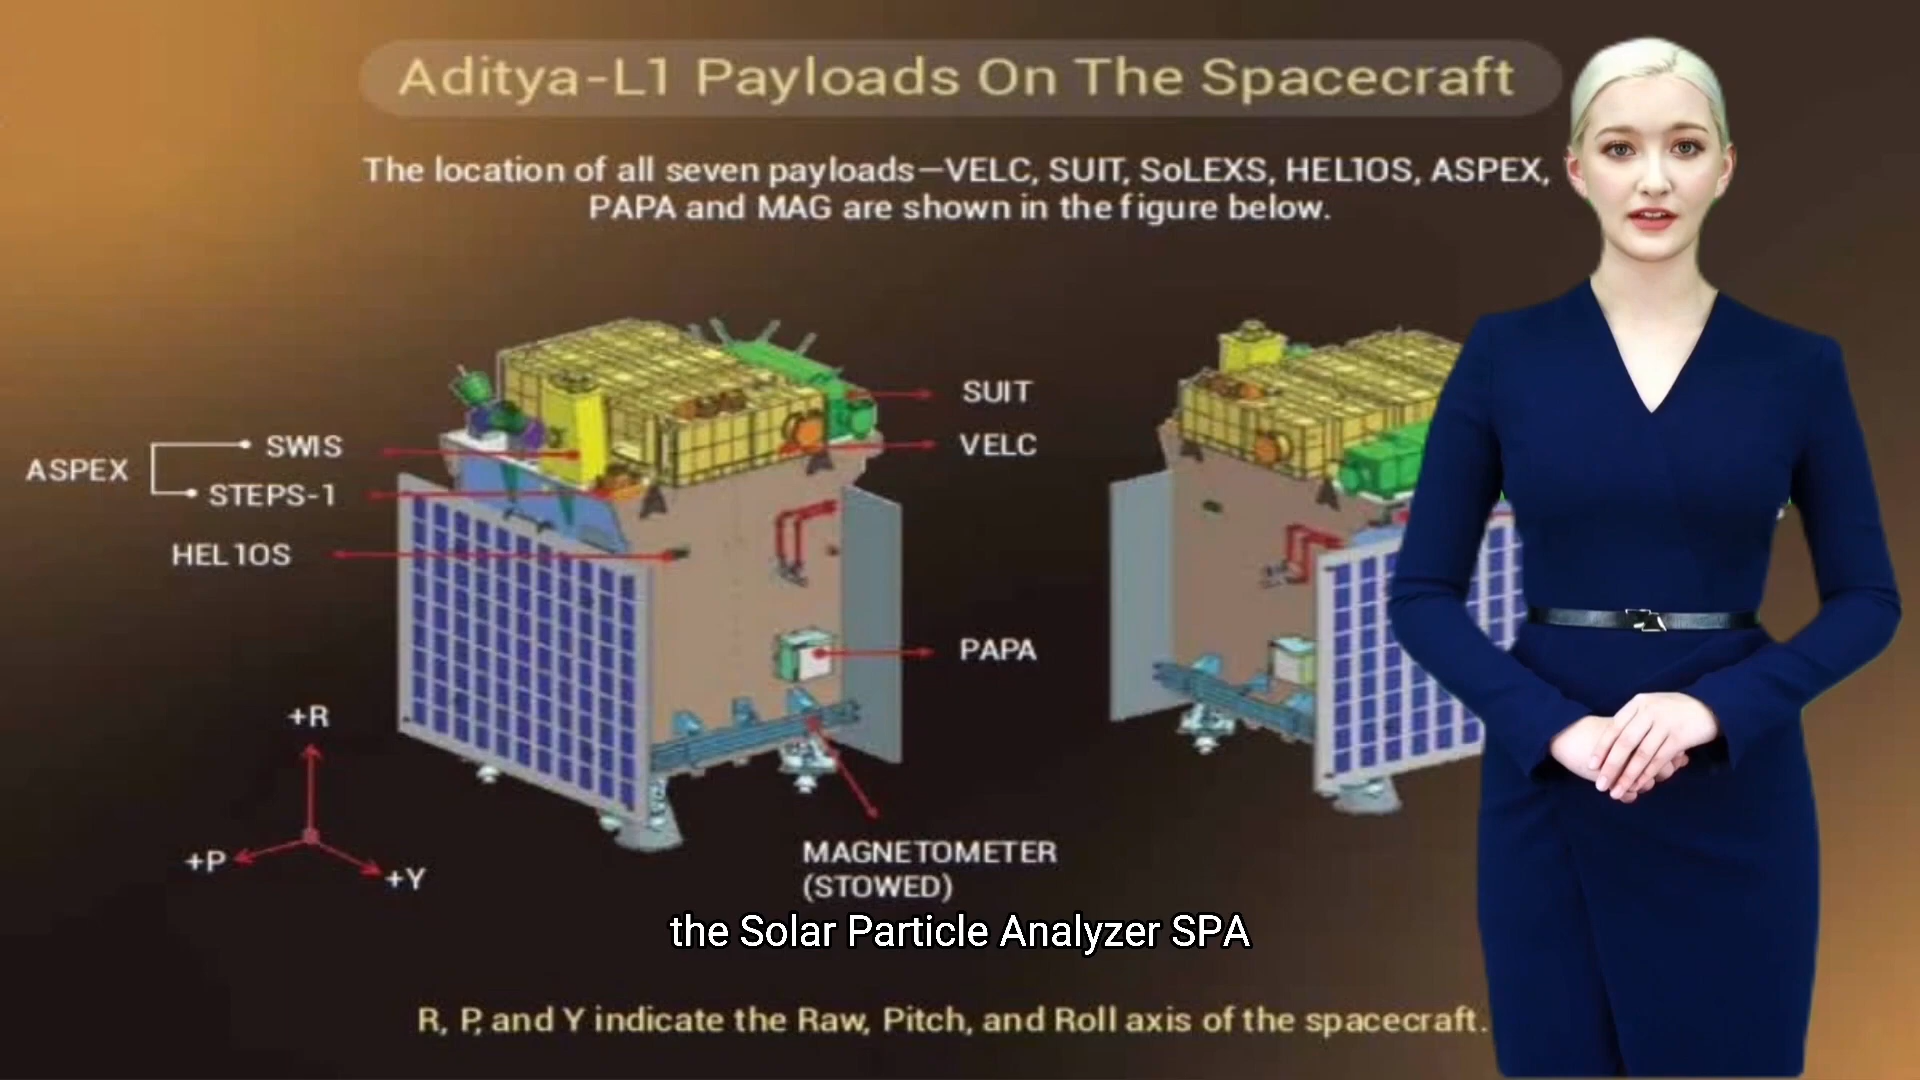 Aditya-L1 Payloads On The Spacecraft
The location of all seven payloads—VELC, SUIT, SoLEXS, HEL1OS, ASPEX,
PAPA and MAG are shown in the figure below.
SUIT
VELC
ASPEX
SWIS
STEPS-1
HEL1OS
PAPA
+R
+P
+Y
MAGNETOMETER
(STOWED)
the Solar Particle Analyzer SPA
R, P, and Y indicate the Raw, Pitch, and Roll axis of the spacecraft.